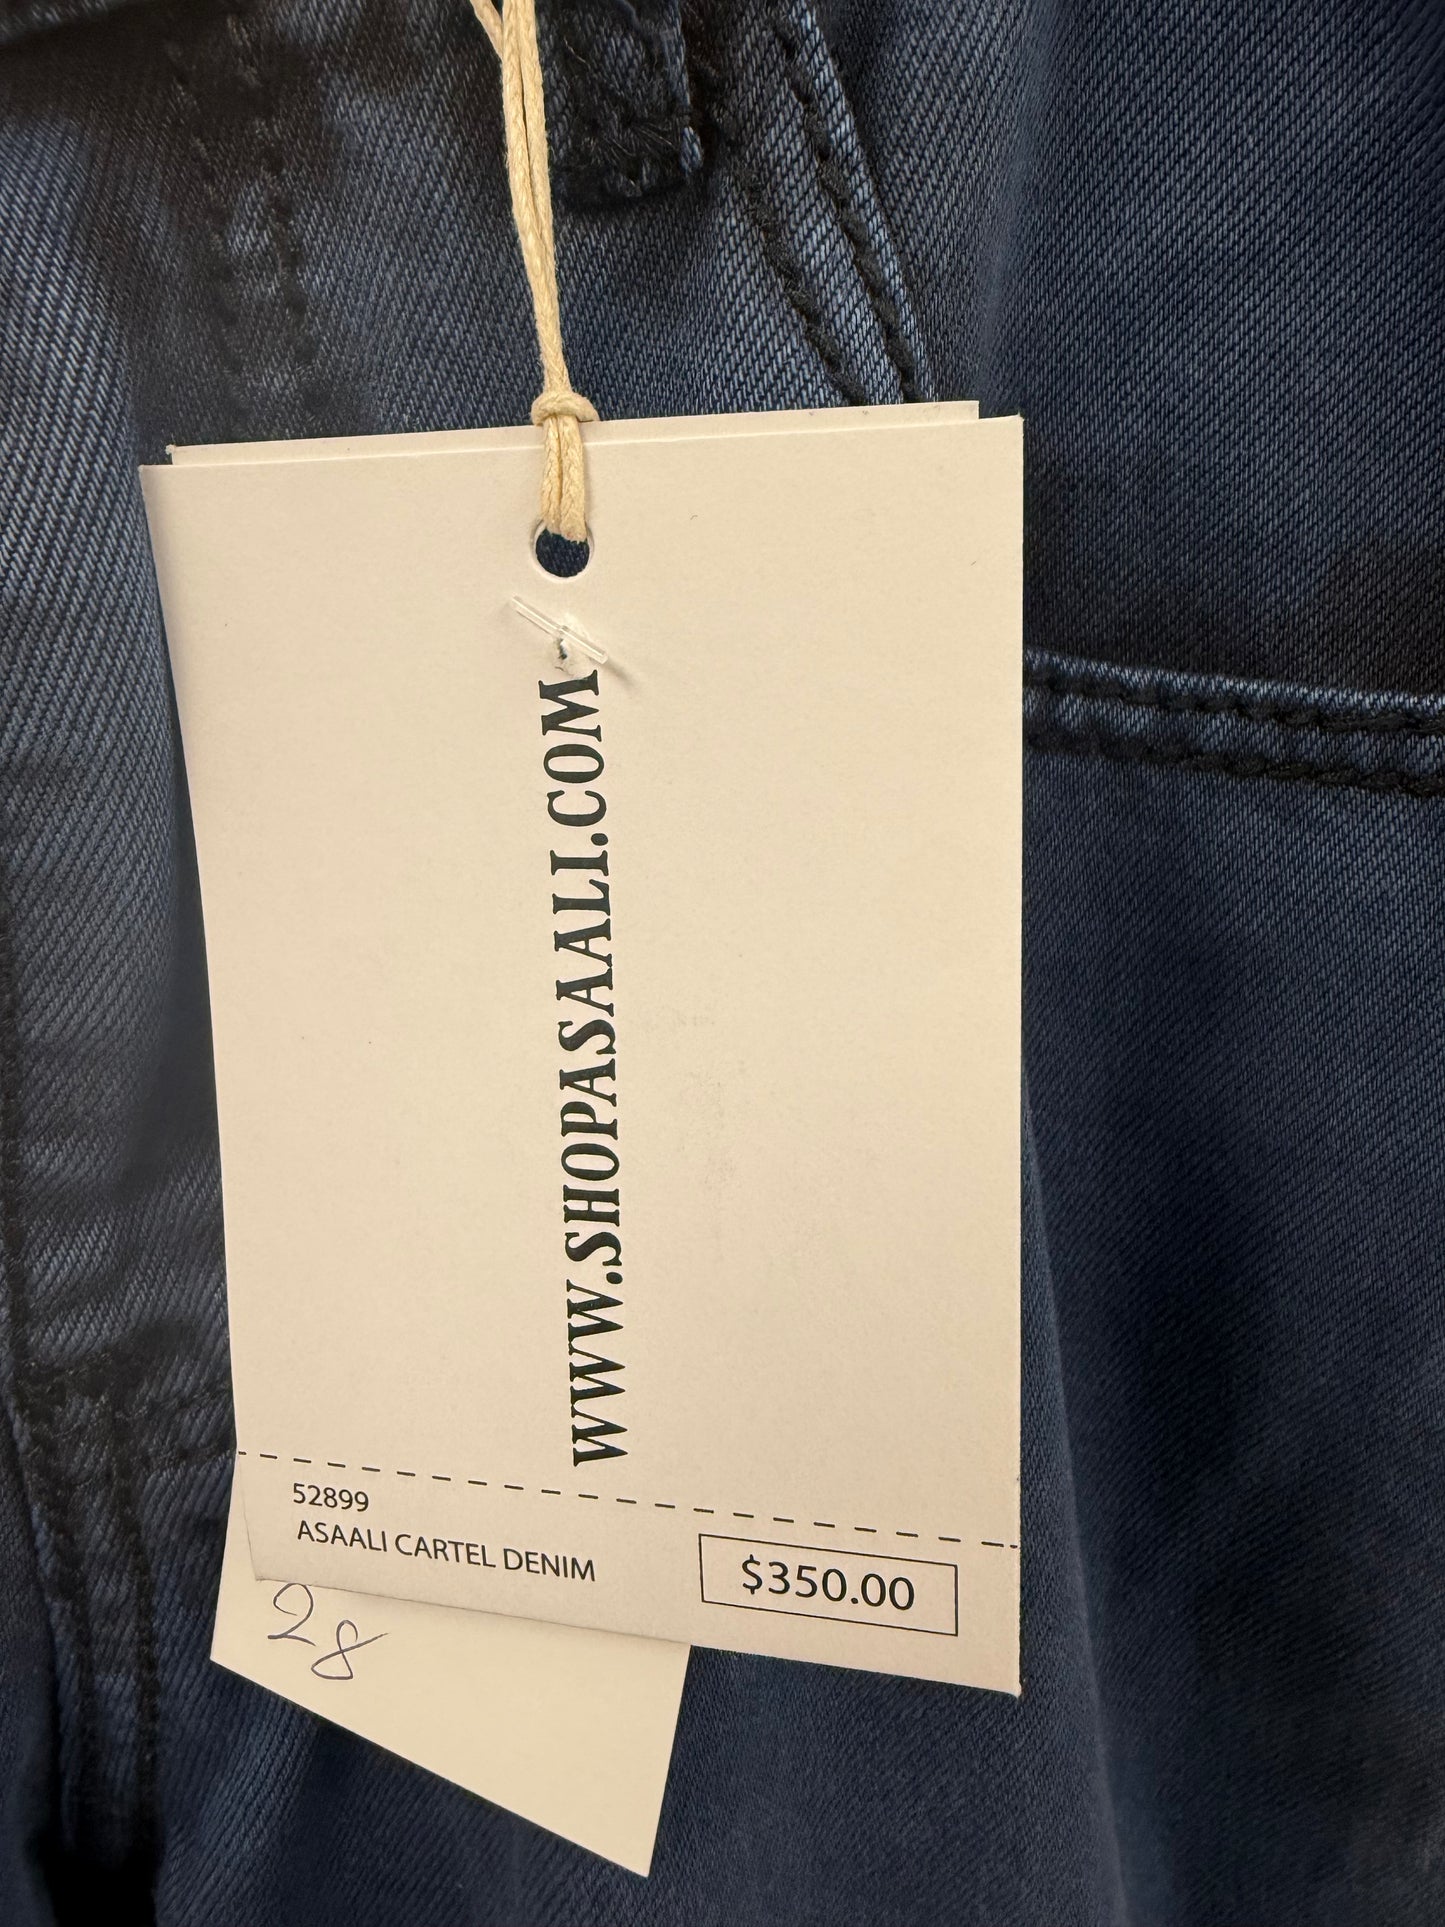 WWW.SHOPASAALI.COM
52899
ASAALI CARTEL DENIM
$350.00
28